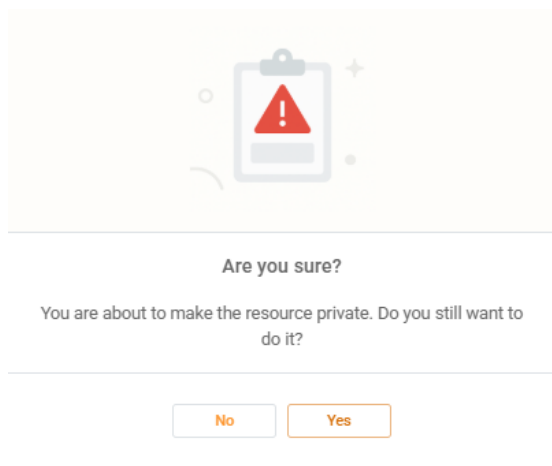 Are you sure?
You are about to make the resource private. Do you still want to
do it?
No
Yes